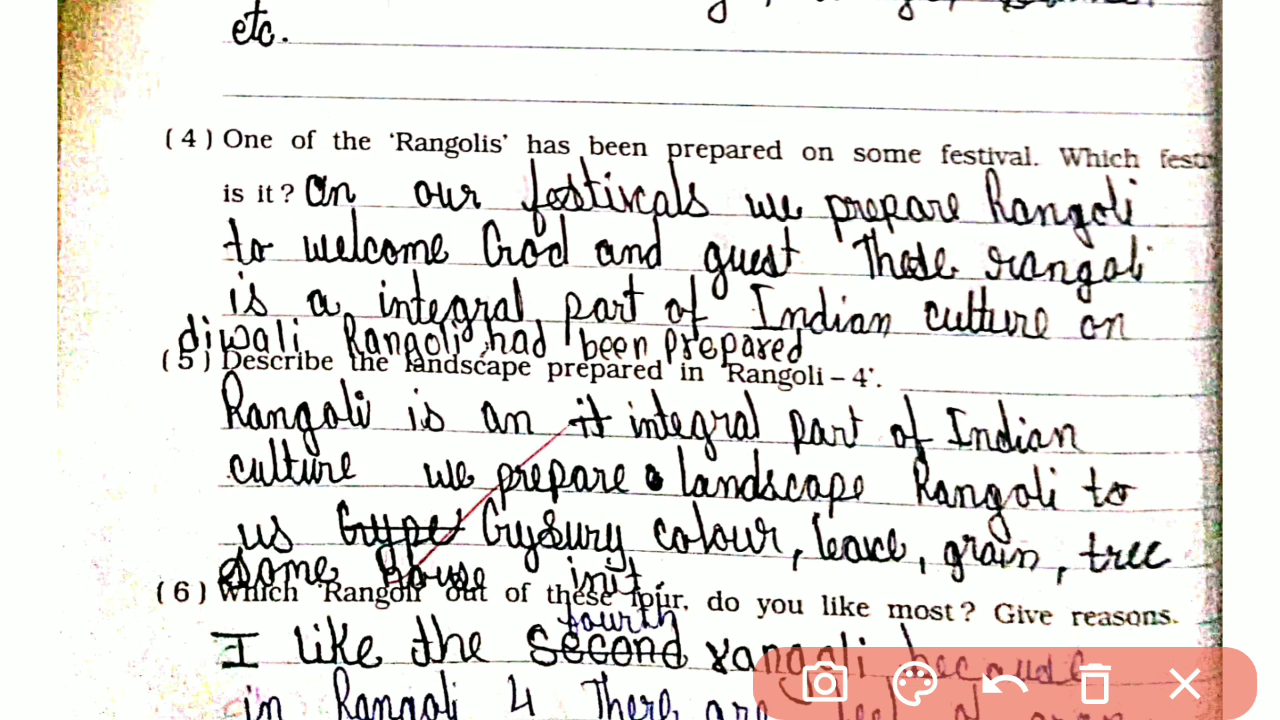 etc.
( 4 ) One of the 'Rangolis' has been prepared on some festival. Which
is it? On our festivals we prepare Rangoli
to welcome God and guest These rangoli
is a integral part of Indian culture on
diwali Rangoli had been prepared
( 5 ) Describe the landscape prepared in 'Rangoli – 4'.
Rangoli is an it integral part of Indian
culture we prepare landscape Rangoli to
us colour, leave, grain, tree
some house
( 6 ) Which 'Rangoli' out of these four, do you like most? Give reasons.
fourth
I like the second rangoli because
in Rangoli 4 There are